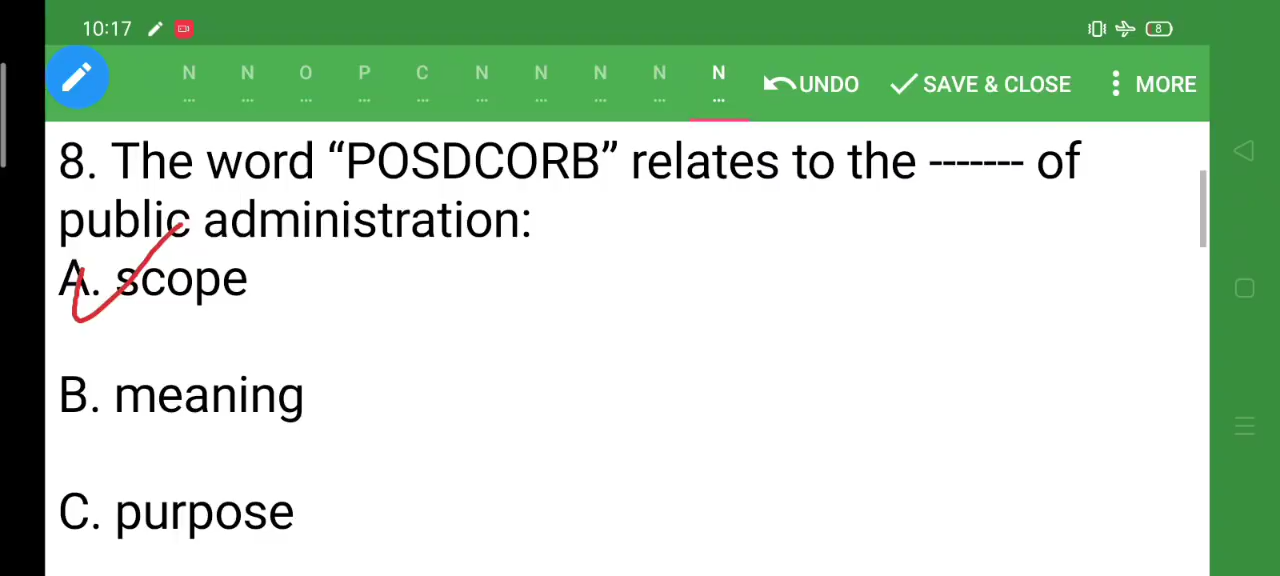 10:17 8
N N O P C N N N N N UNDO SAVE & CLOSE MORE
... ... ... ... ... ... ... ... ... ...
8. The word “POSDCORB” relates to the ------- of
public administration:
A. scope
B. meaning
C. purpose